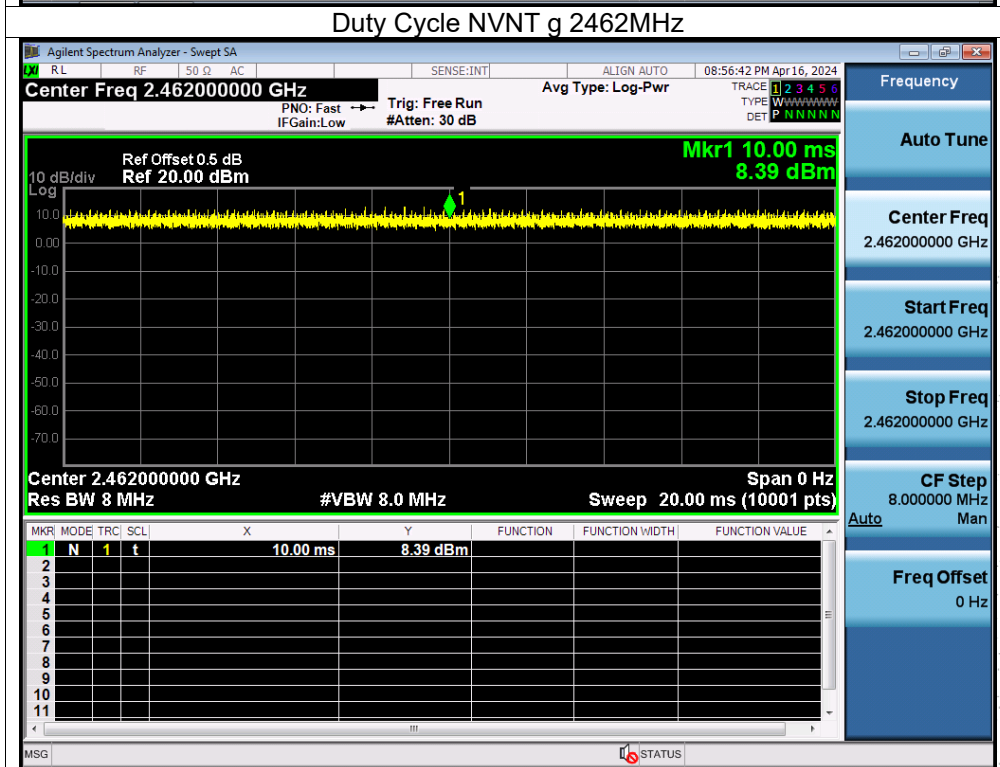 Duty Cycle NVNT g 2462MHz
Agilent Spectrum Analyzer - Swept SA
LXI RL RF 50 Ω AC SENSE:INT ALIGN AUTO 08:56:42 PM Apr 16, 2024
Center Freq 2.462000000 GHz
PNO: Fast
IFGain:Low
Trig: Free Run
#Atten: 30 dB
Avg Type: Log-Pwr
TRACE 1 2 3 4 5 6
TYPE WWWWWW
DET P N N N N N
Frequency
Mkr1 10.00 ms
8.39 dBm
Ref Offset 0.5 dB
10 dB/div Ref 20.00 dBm
Log
1
10.0
0.00
-10.0
-20.0
-30.0
-40.0
-50.0
-60.0
-70.0
Center 2.462000000 GHz Span 0 Hz
Res BW 8 MHz #VBW 8.0 MHz Sweep 20.00 ms (10001 pts)
MKR MODE TRC SCL X Y FUNCTION FUNCTION WIDTH FUNCTION VALUE
1 N 1 t 10.00 ms 8.39 dBm
2
3
4
5
6
7
8
9
10
11
Auto Tune
Center Freq
2.462000000 GHz
Start Freq
2.462000000 GHz
Stop Freq
2.462000000 GHz
CF Step
8.000000 MHz
Auto Man
Freq Offset
0 Hz
MSG STATUS